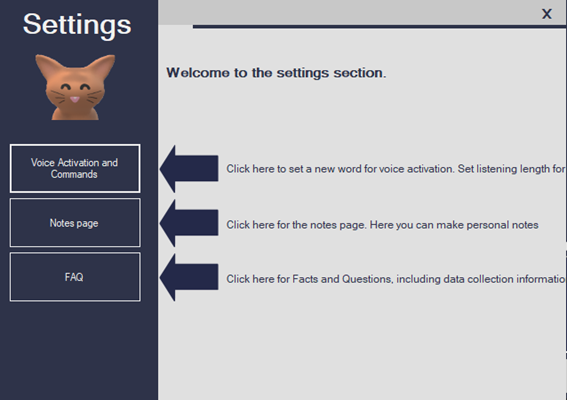 Settings
X
Welcome to the settings section.
Voice Activation and
Commands
Click here to set a new word for voice activation. Set listening length for
Notes page
Click here for the notes page. Here you can make personal notes
FAQ
Click here for Facts and Questions, including data collection informatio